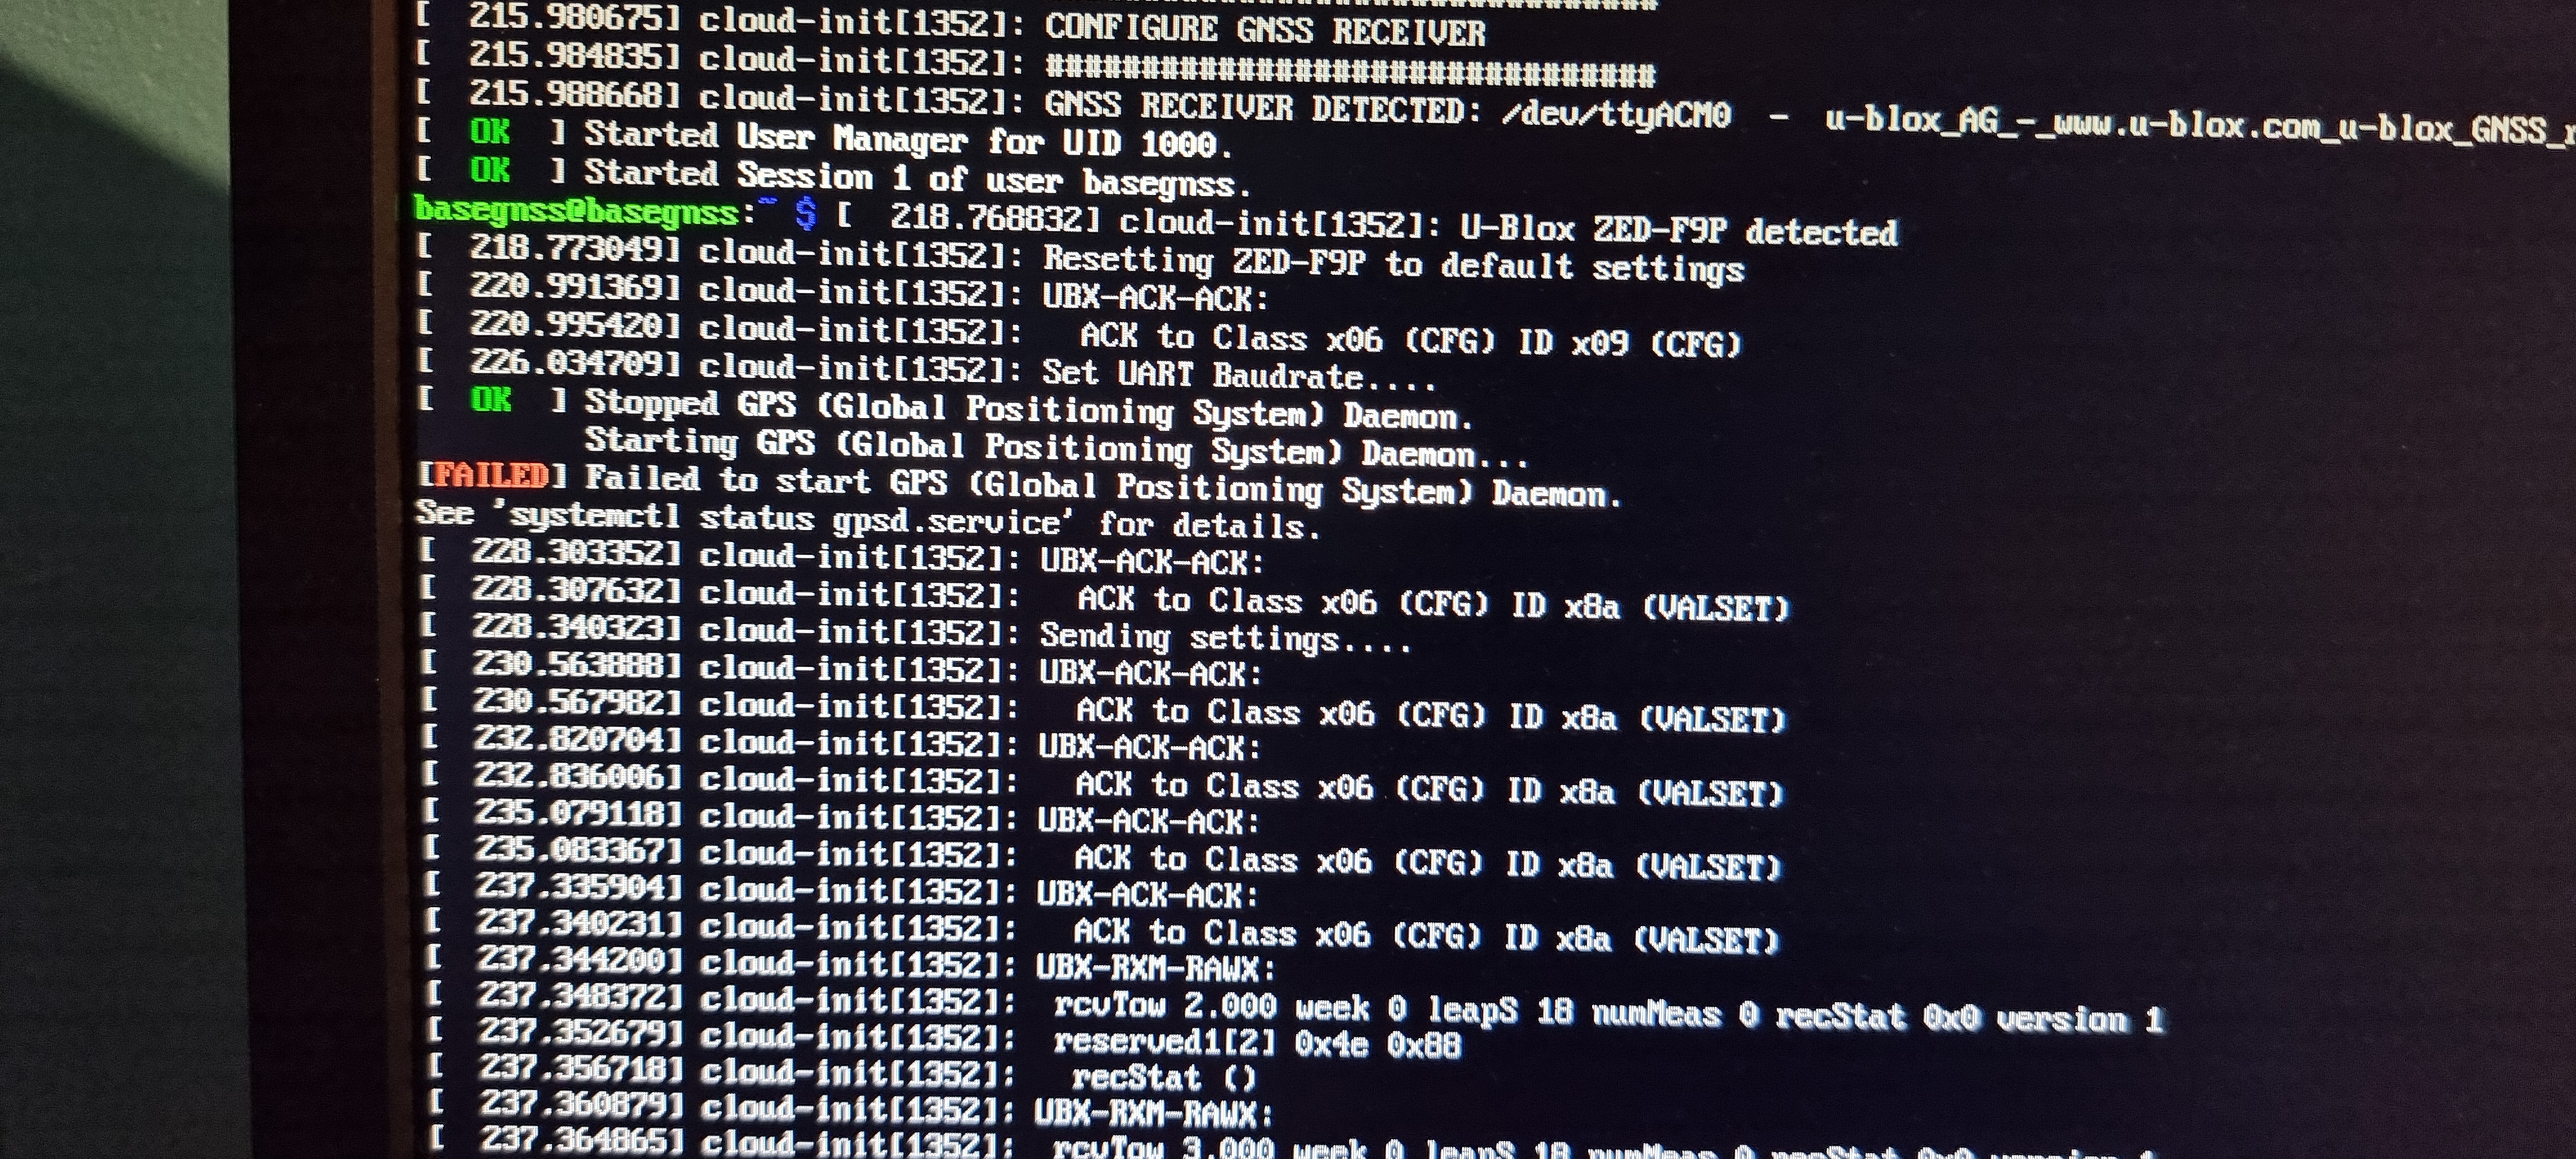 [  215.980675] cloud-init[1352]: CONFIGURE GNSS RECEIVER
[  215.984835] cloud-init[1352]: ################################
[  215.988668] cloud-init[1352]: GNSS RECEIVER DETECTED: /dev/ttyACM0  -  u-blox_AG_-_www.u-blox.com_u-blox_GNSS_
[  OK  ] Started User Manager for UID 1000.
[  OK  ] Started Session 1 of user basegnss.
basegnss@basegnss:~ $ [  218.768832] cloud-init[1352]: U-Blox ZED-F9P detected
[  218.773049] cloud-init[1352]: Resetting ZED-F9P to default settings
[  220.991369] cloud-init[1352]: UBX-ACK-ACK:
[  220.995420] cloud-init[1352]:   ACK to Class x06 (CFG) ID x09 (CFG)
[  226.034709] cloud-init[1352]: Set UART Baudrate....
[  OK  ] Stopped GPS (Global Positioning System) Daemon.
         Starting GPS (Global Positioning System) Daemon...
[FAILED] Failed to start GPS (Global Positioning System) Daemon.
See 'systemctl status gpsd.service' for details.
[  228.303352] cloud-init[1352]: UBX-ACK-ACK:
[  228.307632] cloud-init[1352]:   ACK to Class x06 (CFG) ID x8a (VALSET)
[  228.340323] cloud-init[1352]: Sending settings....
[  230.563888] cloud-init[1352]: UBX-ACK-ACK:
[  230.567982] cloud-init[1352]:   ACK to Class x06 (CFG) ID x8a (VALSET)
[  232.820704] cloud-init[1352]: UBX-ACK-ACK:
[  232.836006] cloud-init[1352]:   ACK to Class x06 (CFG) ID x8a (VALSET)
[  235.079118] cloud-init[1352]: UBX-ACK-ACK:
[  235.083367] cloud-init[1352]:   ACK to Class x06 (CFG) ID x8a (VALSET)
[  237.335904] cloud-init[1352]: UBX-ACK-ACK:
[  237.340231] cloud-init[1352]:   ACK to Class x06 (CFG) ID x8a (VALSET)
[  237.344200] cloud-init[1352]: UBX-RXM-RAWX:
[  237.348372] cloud-init[1352]:  rcvTow 2.000 week 0 leapS 18 numMeas 0 recStat 0x0 version 1
[  237.352679] cloud-init[1352]:  reserved1[2] 0x4e 0x88
[  237.356718] cloud-init[1352]:   recStat ()
[  237.360879] cloud-init[1352]: UBX-RXM-RAWX:
[  237.364865] cloud-init[1352]:  rcvTow 3.000 week 0 leapS 18 numMeas 0 recStat 0x0 version 1